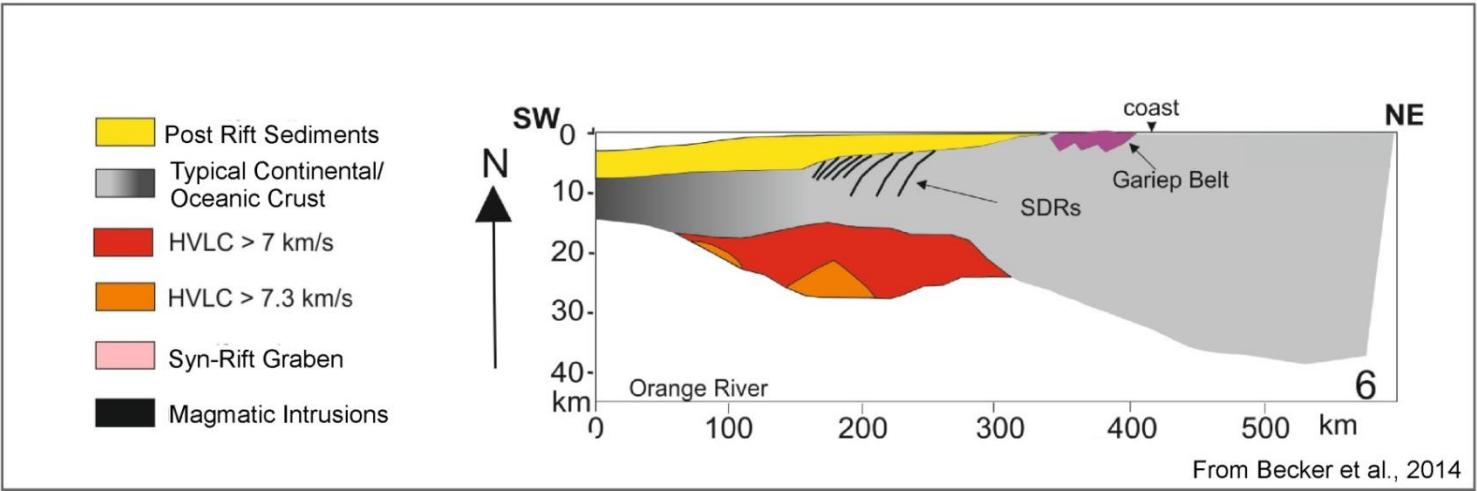 Post Rift Sediments
Typical Continental/
Oceanic Crust
HVLC > 7 km/s
HVLC > 7.3 km/s
Syn-Rift Graben
Magmatic Intrusions
N
SW
NE
coast
Gariep Belt
SDRs
0
10
20
30
40
km
Orange River
6
0 100 200 300 400 500 km
From Becker et al., 2014